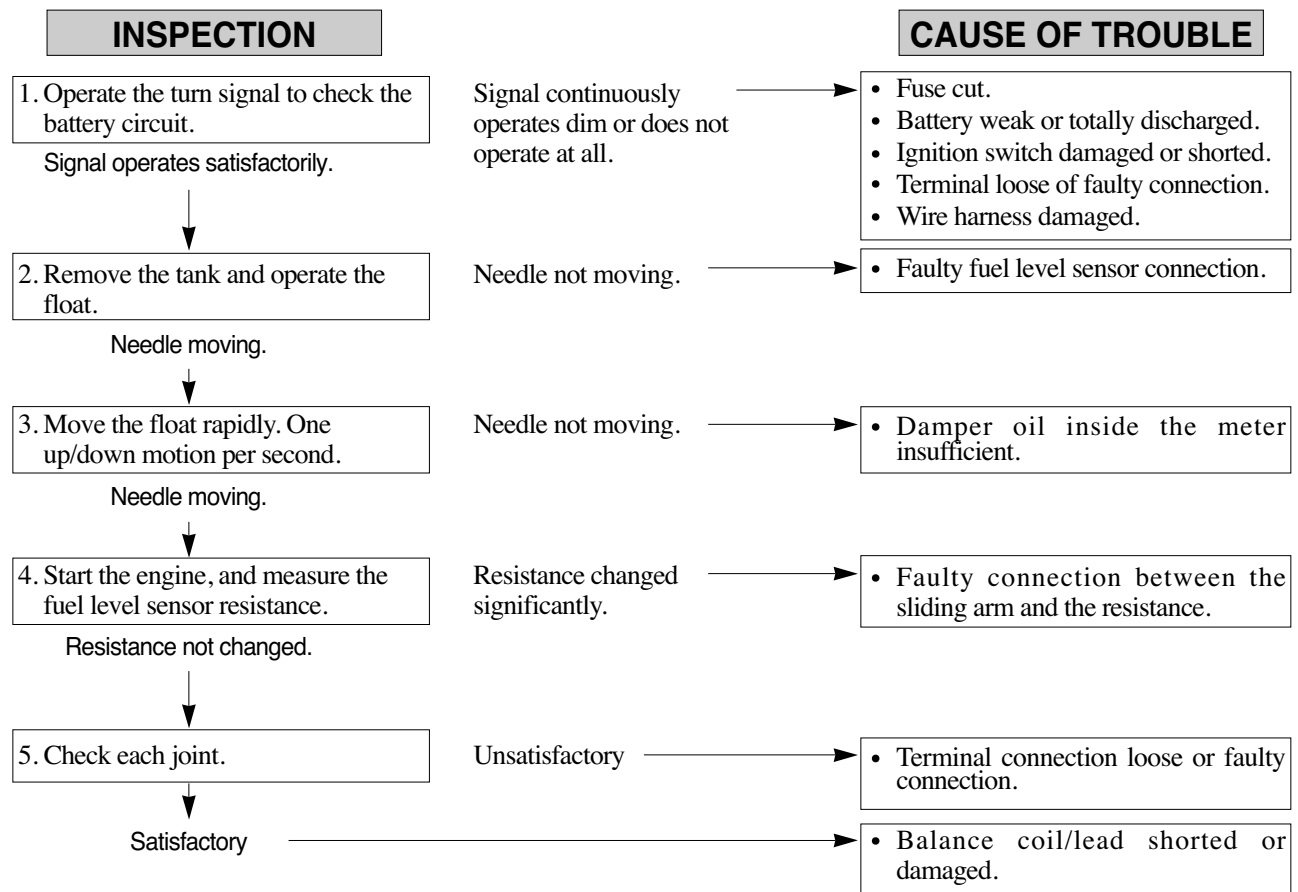 INSPECTION
CAUSE OF TROUBLE
1. Operate the turn signal to check the
battery circuit.
Signal continuously
operates dim or does not
operate at all.
• Fuse cut.
• Battery weak or totally discharged.
• Ignition switch damaged or shorted.
• Terminal loose of faulty connection.
• Wire harness damaged.
Signal operates satisfactorily.
2. Remove the tank and operate the
float.
Needle not moving.
• Faulty fuel level sensor connection.
Needle moving.
3. Move the float rapidly. One
up/down motion per second.
Needle not moving.
• Damper oil inside the meter
insufficient.
Needle moving.
4. Start the engine, and measure the
fuel level sensor resistance.
Resistance changed
significantly.
• Faulty connection between the
sliding arm and the resistance.
Resistance not changed.
5. Check each joint.
Unsatisfactory
• Terminal connection loose or faulty
connection.
Satisfactory
• Balance coil/lead shorted or
damaged.